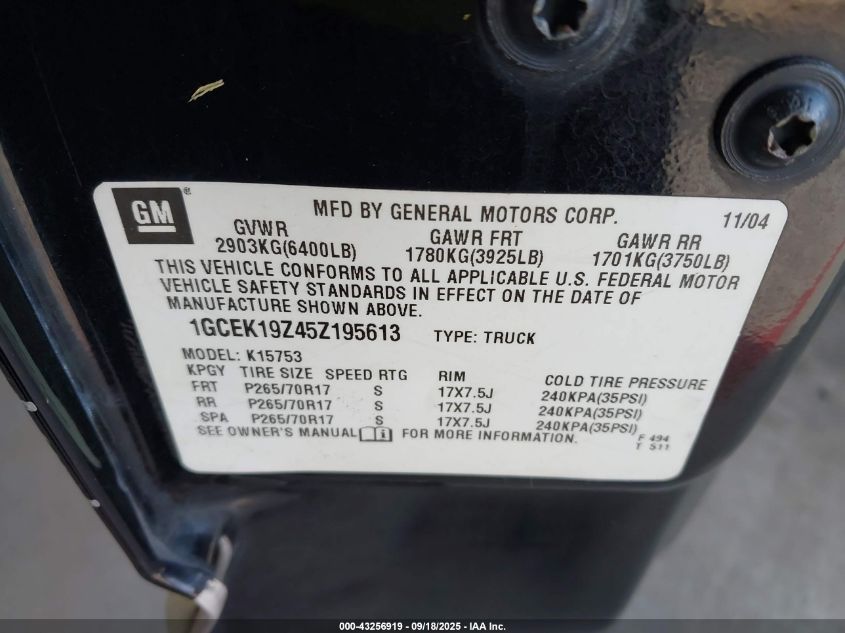 GM ®
MFD BY GENERAL MOTORS CORP. 11/04
GVWR GAWR FRT GAWR RR
2903KG(6400LB) 1780KG(3925LB) 1701KG(3750LB)
THIS VEHICLE CONFORMS TO ALL APPLICABLE U.S. FEDERAL MOTOR
VEHICLE SAFETY STANDARDS IN EFFECT ON THE DATE OF
MANUFACTURE SHOWN ABOVE.
1GCEK19Z45Z195613 TYPE: TRUCK
MODEL: K15753
KPGY TIRE SIZE SPEED RTG RIM COLD TIRE PRESSURE
FRT P265/70R17 S 17X7.5J 240KPA(35PSI)
RR P265/70R17 S 17X7.5J 240KPA(35PSI)
SPA P265/70R17 S 17X7.5J 240KPA(35PSI)
SEE OWNER'S MANUAL FOR MORE INFORMATION. F 494
T S11
000-43256919 - 09/18/2025 - IAA Inc.